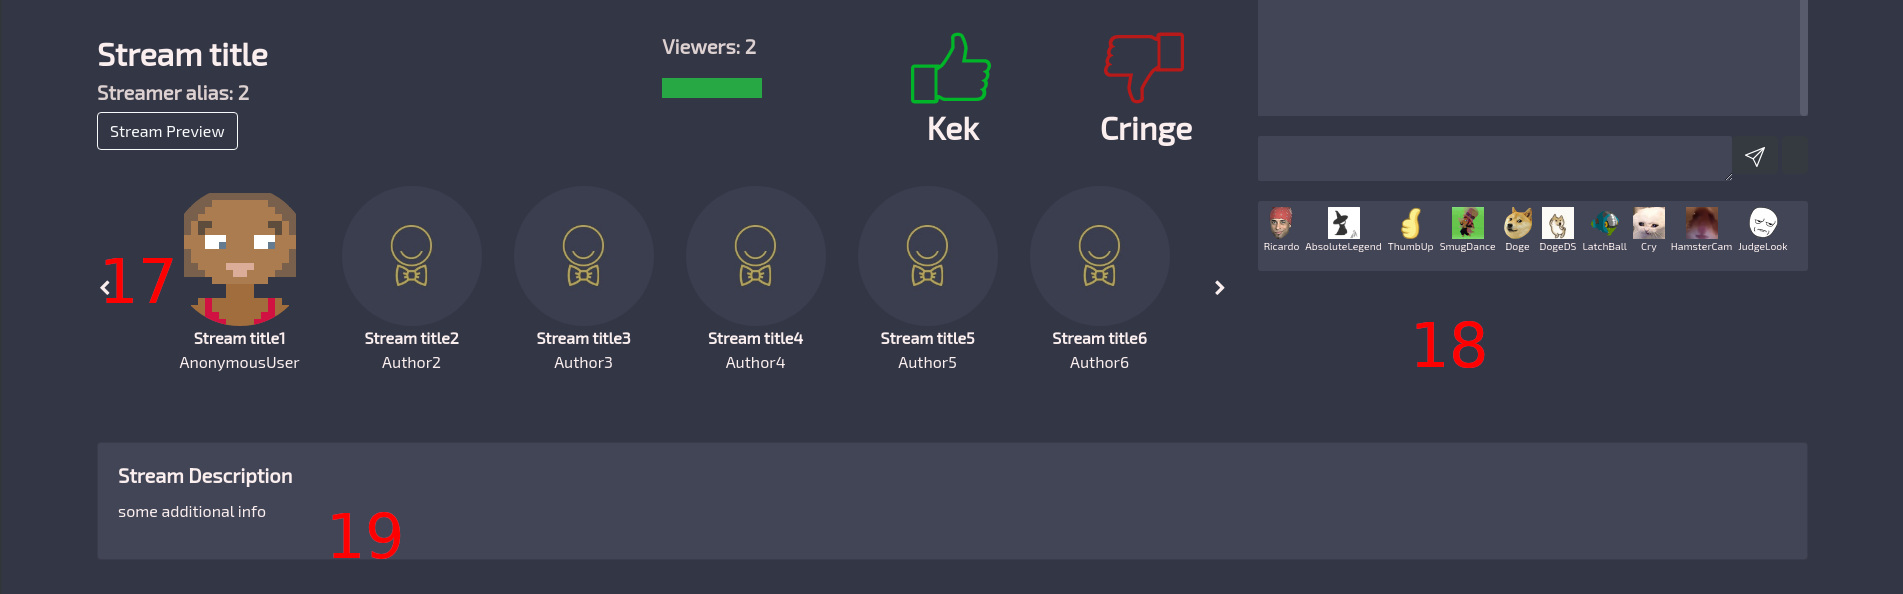 Stream title
Streamer alias: 2
Stream Preview
Viewers: 2
Kek
Cringe
Ricardo AbsoluteLegend ThumbUp SmugDance Doge DogeDS LatchBall Cry HamsterCam JudgeLook
17
Stream title1 Stream title2 Stream title3 Stream title4 Stream title5 Stream title6
AnonymousUser Author2 Author3 Author4 Author5 Author6
18
Stream Description
some additional info
19